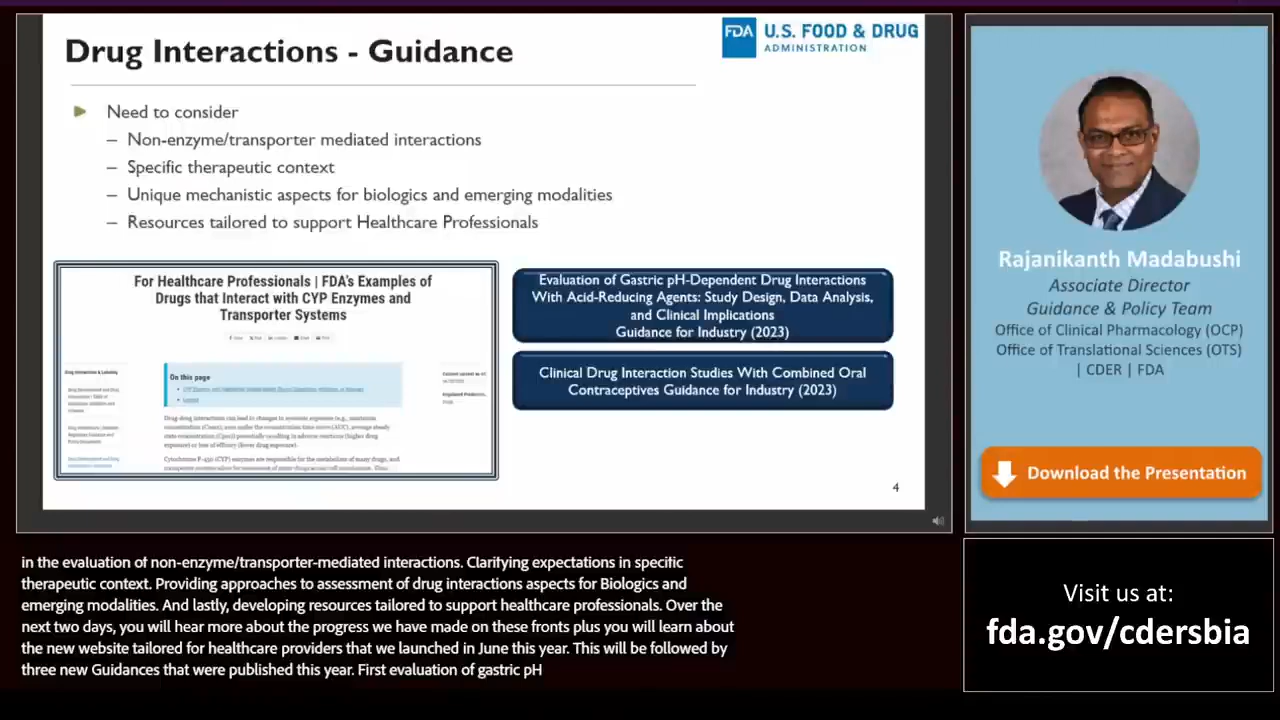 Drug Interactions - Guidance
FDA
U.S. FOOD & DRUG
ADMINISTRATION
Need to consider
– Non-enzyme/transporter mediated interactions
– Specific therapeutic context
– Unique mechanistic aspects for biologics and emerging modalities
– Resources tailored to support Healthcare Professionals
For Healthcare Professionals | FDA's Examples of
Drugs that Interact with CYP Enzymes and
Transporter Systems
On this page
Evaluation of Gastric pH-Dependent Drug Interactions
With Acid-Reducing Agents: Study Design, Data Analysis,
and Clinical Implications
Guidance for Industry (2023)
Clinical Drug Interaction Studies With Combined Oral
Contraceptives Guidance for Industry (2023)
4
Rajanikanth Madabushi
Associate Director
Guidance & Policy Team
Office of Clinical Pharmacology (OCP)
Office of Translational Sciences (OTS)
| CDER | FDA
Download the Presentation
in the evaluation of non-enzyme/transporter-mediated interactions. Clarifying expectations in specific
therapeutic context. Providing approaches to assessment of drug interactions aspects for Biologics and
emerging modalities. And lastly, developing resources tailored to support healthcare professionals. Over the
next two days, you will hear more about the progress we have made on these fronts plus you will learn about
the new website tailored for healthcare providers that we launched in June this year. This will be followed by
three new Guidances that were published this year. First evaluation of gastric pH
Visit us at:
fda.gov/cdersbia